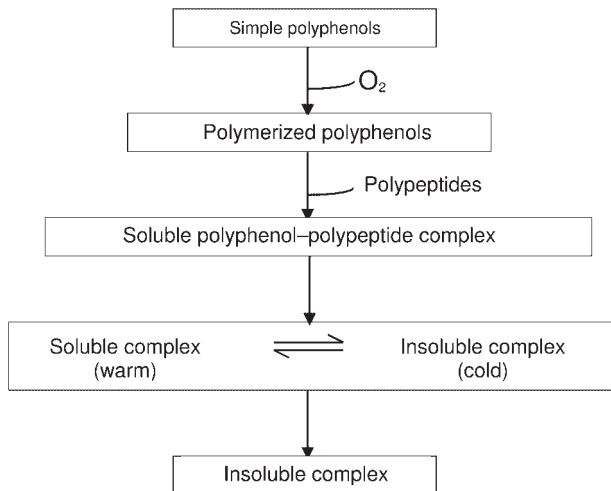 Simple polyphenols
O₂
Polymerized polyphenols
Polypeptides
Soluble polyphenol–polypeptide complex
Soluble complex
(warm)
Insoluble complex
(cold)
Insoluble complex